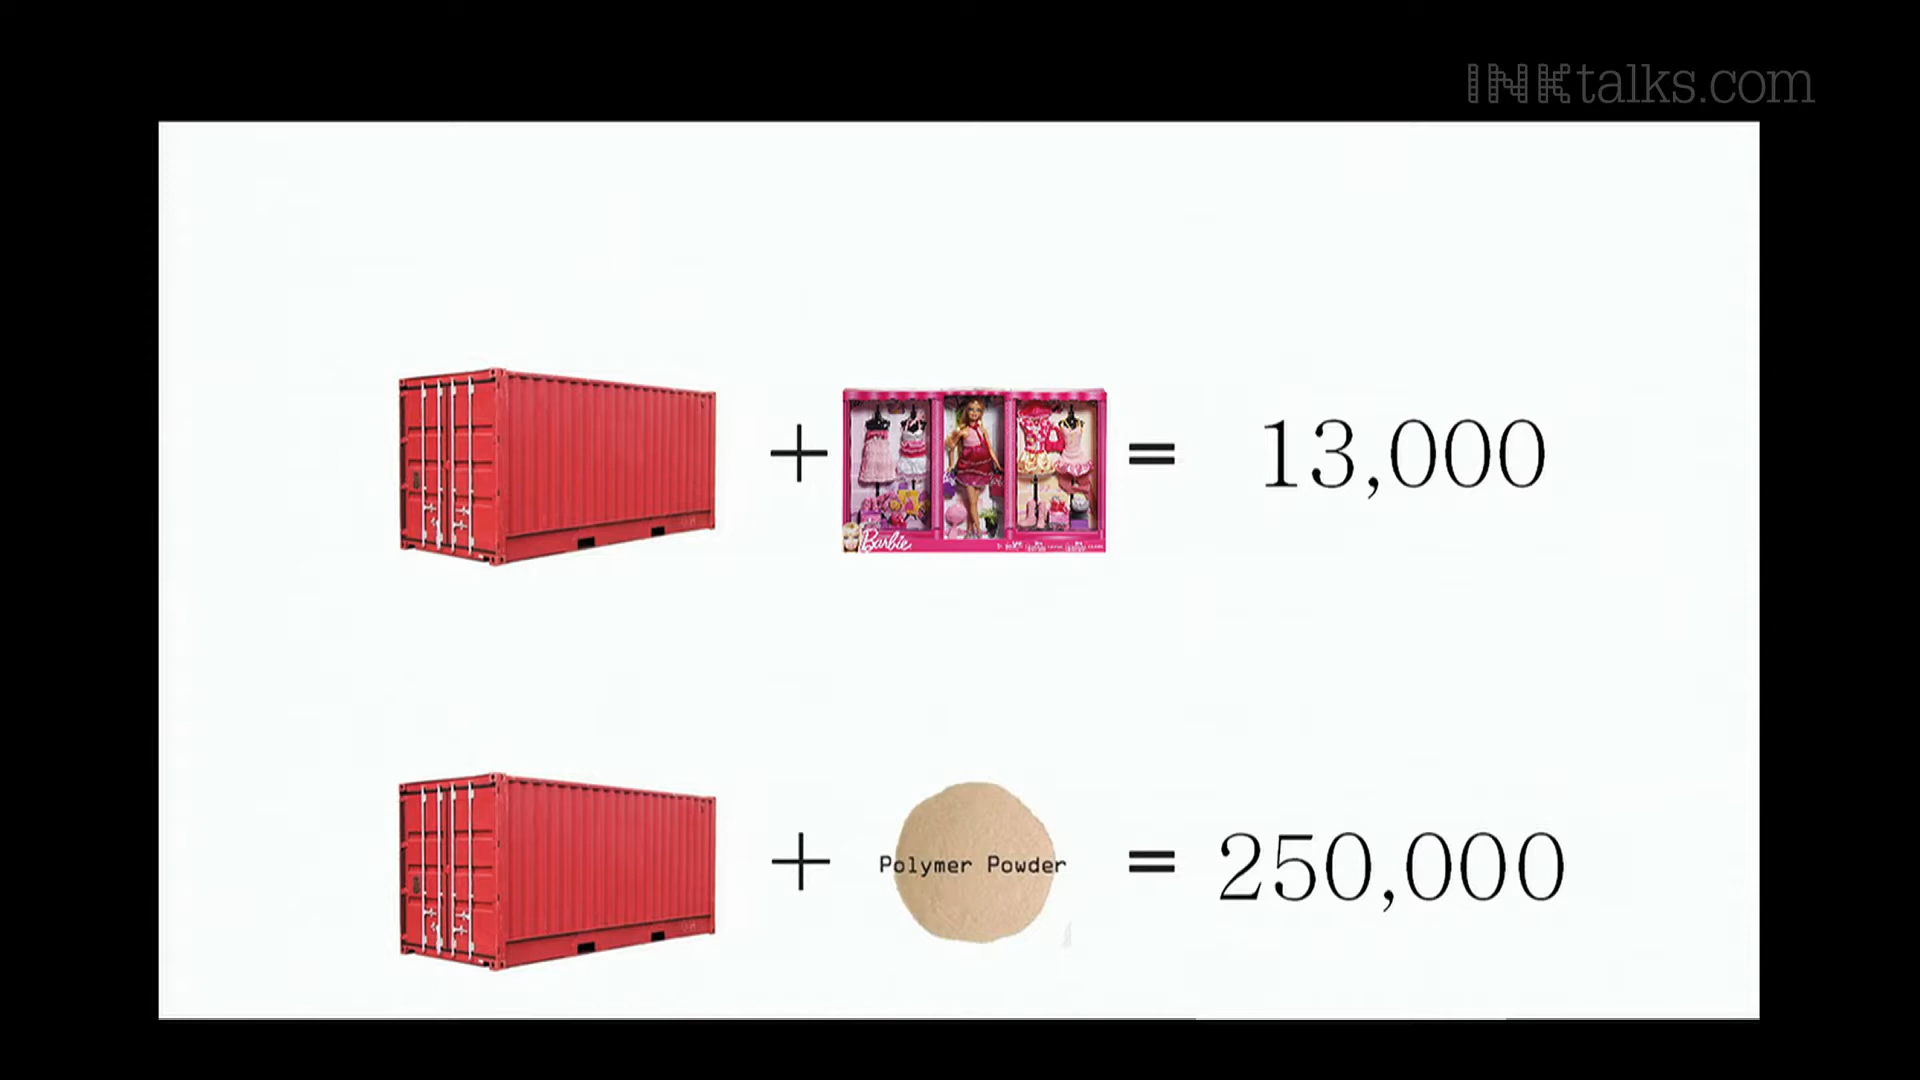 INKtalks.com
+ = 13,000
Barbie
+ Polymer Powder = 250,000